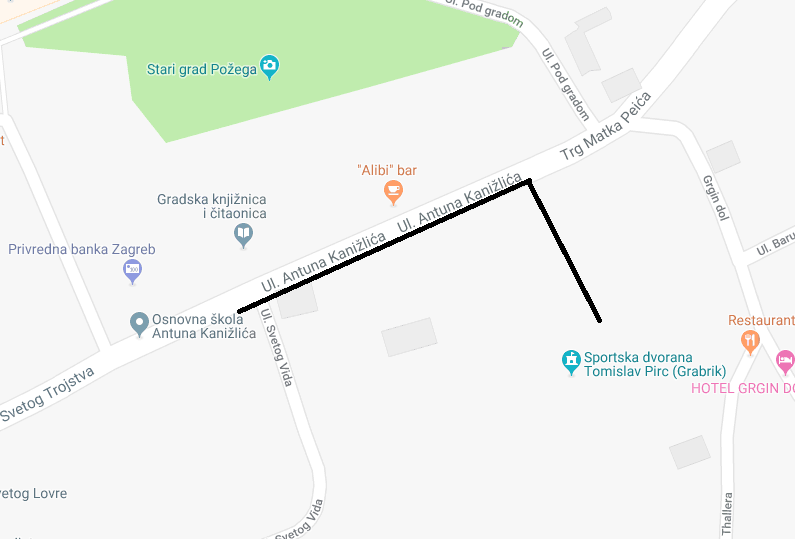 Ul. Pod gradom
Ul. Pod gradom
Stari grad Požega
Trg Matka Peića
"Alibi" bar
Gradska knjižnica
i čitaonica
Ul. Antuna Kanižlića
Ul. Antuna Kanižlića
Grgin dol
Privredna banka Zagreb
Ul. Baru
Osnovna škola
Antuna Kanižlića
Ul. Svetog Vida
Restaurant
Sportska dvorana
Tomislav Pirc (Grabrik)
HOTEL GRGIN DO
Svetog Trojstva
vetog Lovre
Svetog Vida
Thallera